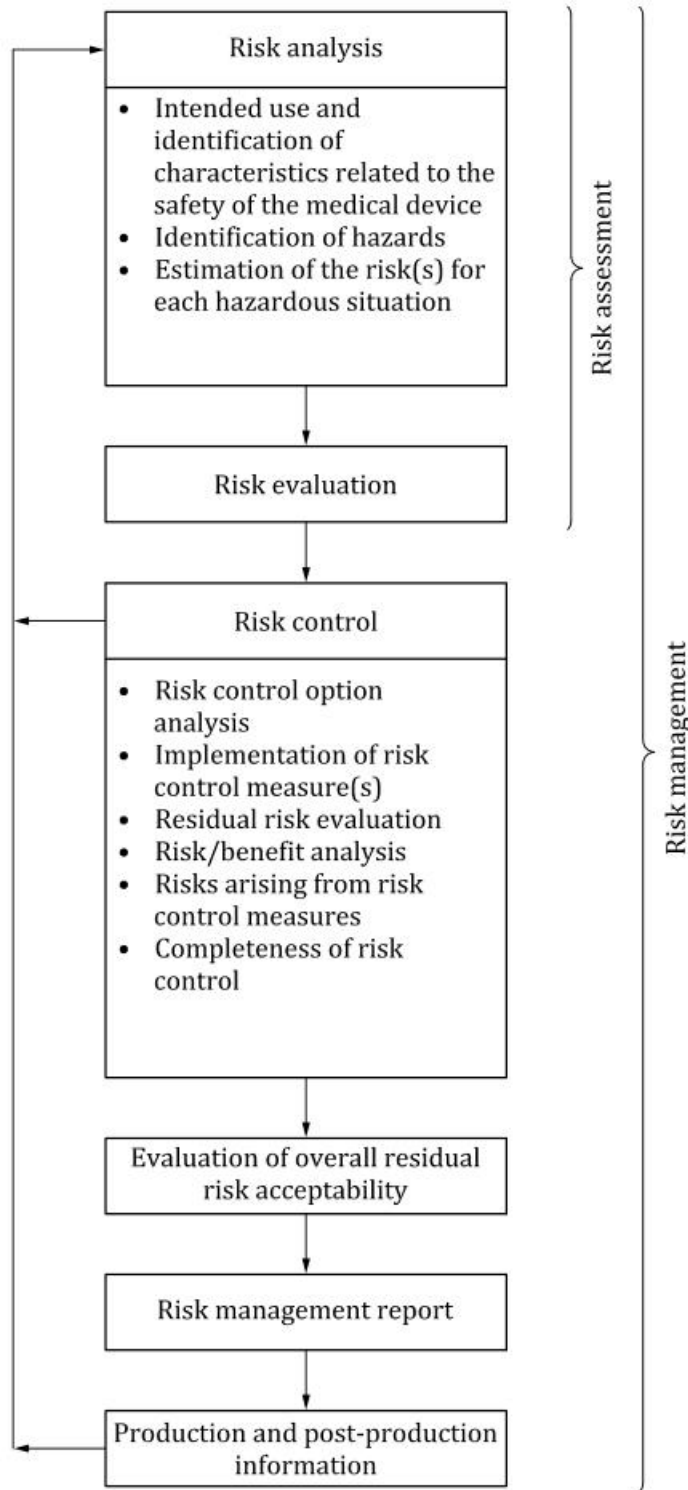 Risk analysis
• Intended use and
identification of
characteristics related to the
safety of the medical device
• Identification of hazards
• Estimation of the risk(s) for
each hazardous situation
Risk evaluation
Risk assessment
Risk control
• Risk control option
analysis
• Implementation of risk
control measure(s)
• Residual risk evaluation
• Risk/benefit analysis
• Risks arising from risk
control measures
• Completeness of risk
control
Risk management
Evaluation of overall residual
risk acceptability
Risk management report
Production and post-production
information